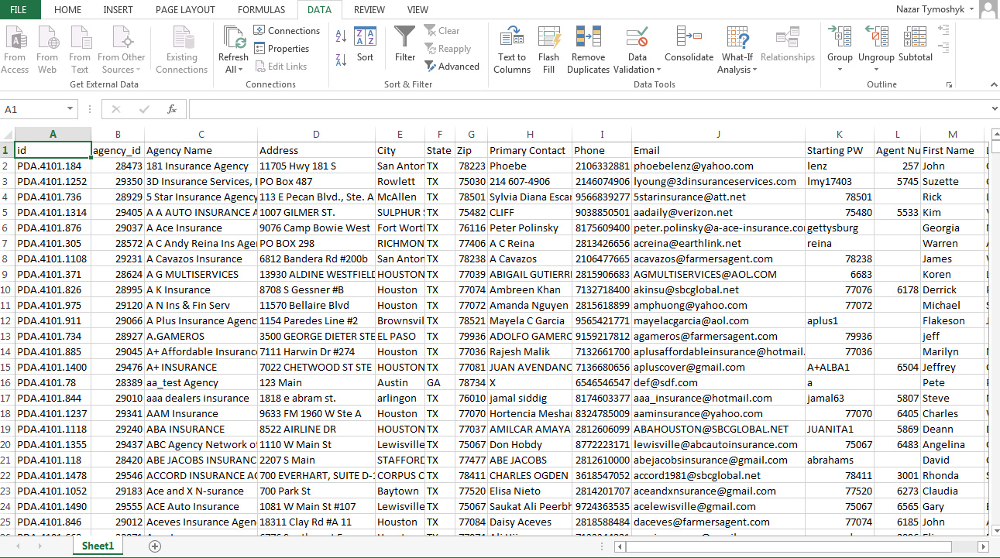 FILE HOME INSERT PAGE LAYOUT FORMULAS DATA REVIEW VIEW Nazar Tymoshyk
From Access From Web From Text From Other Sources Existing Connections Refresh All Connections Properties Edit Links Sort Filter Clear Reapply Advanced Text to Columns Flash Fill Remove Duplicates Data Validation Consolidate What-If Analysis Relationships Group Ungroup Subtotal
Get External Data Connections Sort & Filter Data Tools Outline
A1 fx
A B C D E F G H I J K L M
1 id agency_id Agency Name Address City State Zip Primary Contact Phone Email Starting PW Agent Nu First Name
2 PDA.4101.184 28473 181 Insurance Agency 11705 Hwy 181 S San Anton TX 78223 Phoebe 2106332881 phoebelenz@yahoo.com lenz 257 John
3 PDA.4101.1252 29350 3D Insurance Services, I PO Box 487 Rowlett TX 75030 214 607-4906 2146074906 lyoung@3dinsuranceservices.com lmy17403 5745 Suzette
4 PDA.4101.736 28929 5 Star Insurance Agency 113 E Pecan Blvd., Ste. A McAllen TX 78501 Sylvia Diana Escar 9566839277 5starinsurance@att.net 78501 Rick
5 PDA.4101.1314 29405 A A AUTO INSURANCE A 1007 GILMER ST. SULPHUR S TX 75482 CLIFF 9038850501 aadaily@verizon.net 75480 5533 Kim
6 PDA.4101.876 29037 A Ace Insurance 9076 Camp Bowie West Fort Wort TX 76116 Peter Polinsky 8175609400 peter.polinsky@a-ace-insurance.co gettysburg Georgia
7 PDA.4101.305 28572 A C Andy Reina Ins Agen PO BOX 298 RICHMON TX 77406 A C Reina 2813426656 acreina@earthlink.net reina Warren
8 PDA.4101.1108 29231 A Cavazos Insurance 6812 Bandera Rd #200b San Anton TX 78238 A Cavazos 2106477665 acavazos@farmersagent.com 78238 James
9 PDA.4101.371 28624 A G MULTISERVICES 13930 ALDINE WESTFIELD HOUSTON TX 77039 ABIGAIL GUTIERR 2815906683 AGMULTISERVICES@AOL.COM 6683 Koren
10 PDA.4101.826 28995 A K Insurance 8708 S Gessner #B Houston TX 77074 Ambreen Khan 7132718400 akinsu@sbcglobal.net 77076 6178 Derrick
11 PDA.4101.975 29120 A N Ins & Fin Serv 11570 Bellaire Blvd Houston TX 77072 Amanda Nguyen 2815618899 amphuong@yahoo.com 77072 Michael
12 PDA.4101.911 29066 A Plus Insurance Agenc 1154 Paredes Line #2 Brownsvil TX 78521 Mayela C Garcia 9565421771 mayelacgarcia@aol.com aplus1 Flakeson
13 PDA.4101.734 28927 A.GAMEROS 3500 GEORGE DIETER STE EL PASO TX 79936 ADOLFO GAMERO 9159217812 agameros@farmersagent.com 79936 jeff
14 PDA.4101.885 29045 A+ Affordable Insurance 7111 Harwin Dr #274 Houston TX 77036 Rajesh Malik 7132661700 aplusaffordableinsurance@hotmail. 77036 Marilyn
15 PDA.4101.1400 29476 A+ INSURANCE 7022 CHETWOOD ST STE HOUSTON TX 77081 JUAN AVENDANO 7136680656 apluscover@gmail.com A+ALBA1 6504 Jeffrey
16 PDA.4101.78 28389 aa_test Agency 123 Main Austin GA 78734 X 6546546547 def@sdf.com a Pete
17 PDA.4101.844 29010 aaa dealers insurance 1818 e abram st. arlington TX 76010 jamal siddig 8174603377 aaa_insurance@hotmail.com jamal63 5807 Steve
18 PDA.4101.1237 29341 AAM Insurance 9633 FM 1960 W Ste A Houston TX 77070 Hortencia Mesha 8324785009 aaminsurance@yahoo.com 77070 6405 Charles
19 PDA.4101.1118 29240 ABA INSURANCE 8522 AIRLINE DR HOUSTON TX 77037 AMILCAR AMAYA 2812606099 ABAHOUSTON@SBCGLOBAL.NET JUANITA1 5869 Deann
20 PDA.4101.1355 29437 ABC Agency Network of 1110 W Main St Lewisville TX 75067 Don Hobdy 8772223171 lewisville@abcautoinsurance.com 75067 6483 Angelina
21 PDA.4101.118 28420 ABE JACOBS INSURANC 2207 S Main STAFFORD TX 77477 ABE JACOBS 2812610000 abejacobsinsurance@gmail.com abrahams David
22 PDA.4101.1478 29546 ACCORD INSURANCE AG 700 EVERHART, SUITE D-1 CORPUS C TX 78411 CHARLES OGDEN 3618547052 accord1981@sbcglobal.net 78411 3001 Rhonda
23 PDA.4101.1052 29183 Ace and X N-surance 700 Park St Baytown TX 77520 Elisa Nieto 2814201707 aceandxnsurance@gmail.com 77520 6273 Claudia
24 PDA.4101.1490 29555 ACE Auto Insurance 1081 W Main St #107 Lewisville TX 75067 Saukat Ali Peerbh 9724363535 acelewisville@gmail.com 75067 6565 Gary
25 PDA.4101.846 29012 Aceves Insurance Agen 18311 Clay Rd #A 11 Houston TX 77084 Daisy Aceves 2818588484 daceves@farmersagent.com 77074 6185 John
Sheet1